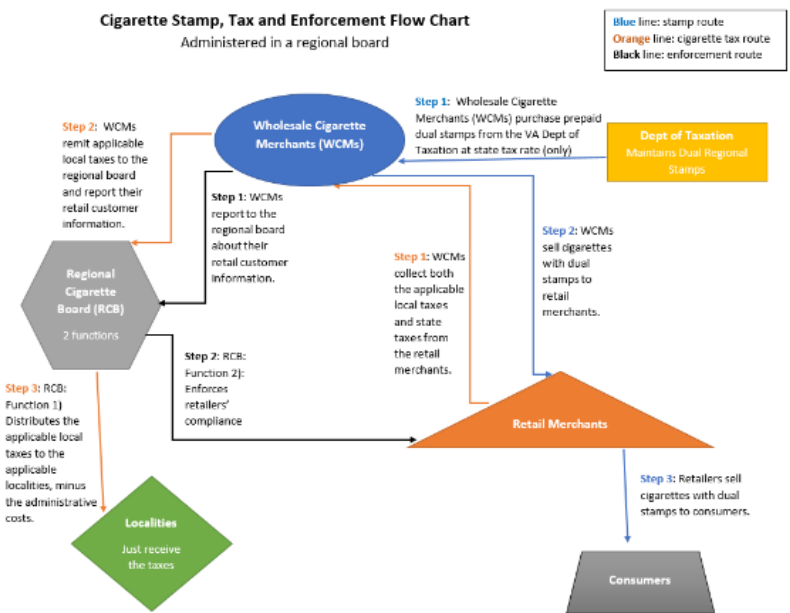 Cigarette Stamp, Tax and Enforcement Flow Chart
Administered in a regional board
Blue line: stamp route
Orange line: cigarette tax route
Black line: enforcement route
Step 1: Wholesale Cigarette
Merchants (WCMs) purchase prepaid
dual stamps from the VA Dept of
Taxation at state tax rate (only)
Wholesale Cigarette
Merchants (WCMs)
Dept of Taxation
Maintains Dual Regional
Stamps
Step 2: WCMs
remit applicable
local taxes to the
regional board
and report their
retail customer
information.
Step 1: WCMs
report to the
regional board
about their
retail customer
information.
Step 1: WCMs
collect both
the applicable
local taxes
and state
taxes from
the retail
merchants.
Step 2: WCMs
sell cigarettes
with dual
stamps to
retail
merchants.
Regional
Cigarette
Board (RCB)
2 functions
Step 2: RCB:
Function 2):
Enforces
retailers'
compliance
Step 3: RCB:
Function 1)
Distributes the
applicable local
taxes to the
applicable
localities, minus
the administrative
costs.
Retail Merchants
Step 3: Retailers sell
cigarettes with dual
stamps to consumers.
Localities
Just receive
the taxes
Consumers